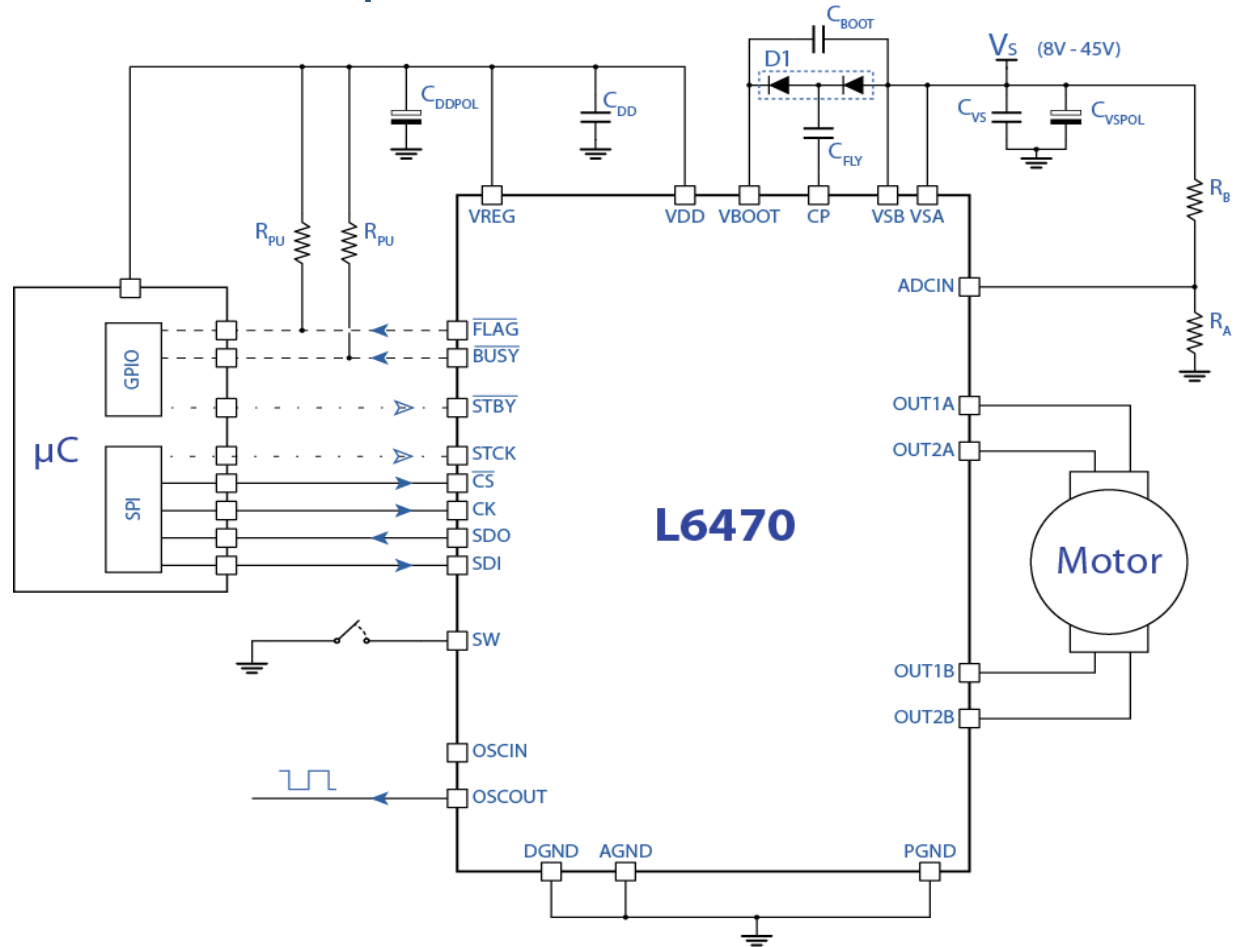 C_BOOT
V_S (8V - 45V)
D1
C_DDPOL
C_DD
C_VS
C_VSPOL
C_FLY
R_B
VREG
VDD
VBOOT
CP
VSB
VSA
R_PU
R_PU
ADCIN
R_A
FLAG
BUSY
GPIO
STBY
OUT1A
µC
STCK
OUT2A
CS
SPI
CK
L6470
SDO
SDI
Motor
SW
OUT1B
OUT2B
OSCIN
OSCOUT
DGND
AGND
PGND